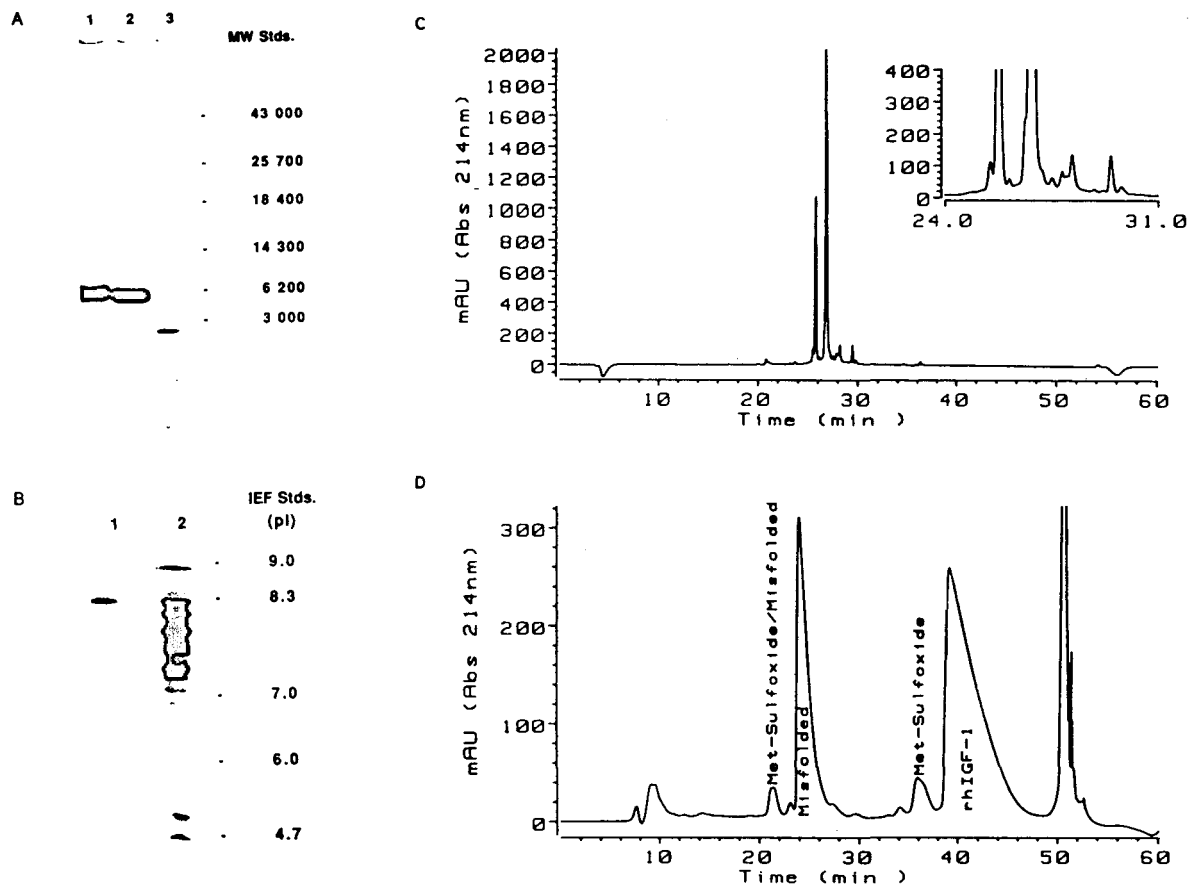 A
1 2 3
MW Stds.
43 000
25 700
18 400
14 300
6 200
3 000
B
1 2
IEF Stds.
(pI)
9.0
8.3
7.0
6.0
4.7
C
mAU (Abs 214nm)
2000
1800
1600
1400
1200
1000
800
600
400
200
0
10 20 30 40 50 60
Time (min )
400
300
200
100
0
24.0 31.0
D
mAU (Abs 214nm)
300
200
100
0
Met-Sulfoxide/Misfolded
Misfolded
Met-Sulfoxide
rhIGF-1
10 20 30 40 50 60
Time (min )